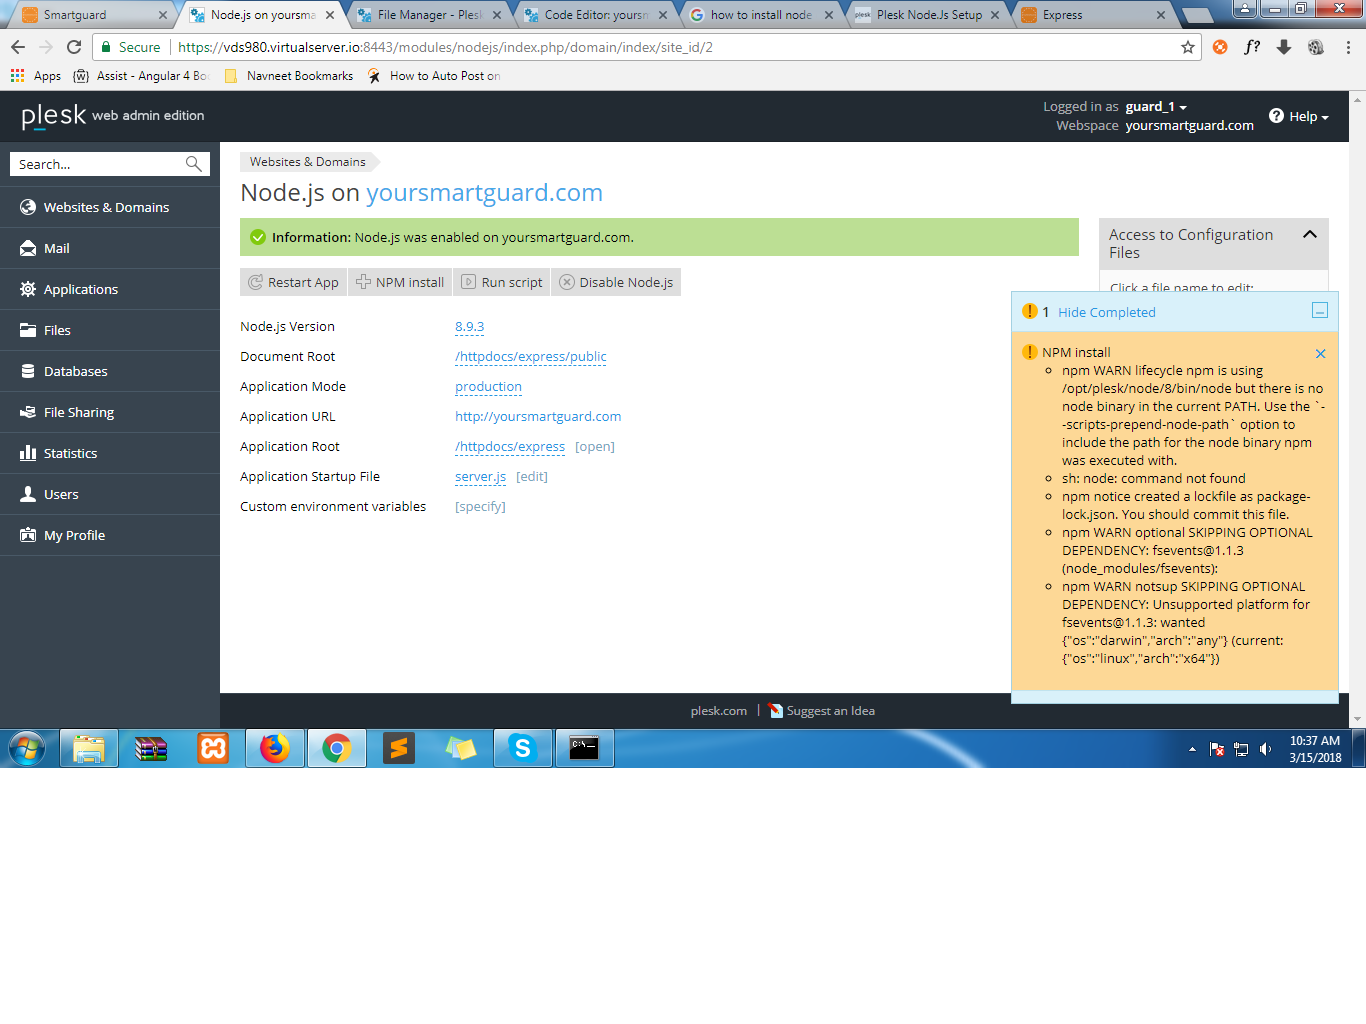 Smartguard
Node.js on yoursma
File Manager - Plesk
Code Editor: yoursm
how to install node
Plesk Node.Js Setup
Express
Secure
https://vds980.virtualserver.io:8443/modules/nodejs/index.php/domain/index/site_id/2
f?
Apps
Assist - Angular 4 Bo
Navneet Bookmarks
How to Auto Post on
plesk web admin edition
Logged in as guard_1
Webspace yoursmartguard.com
Help
Search...
Websites & Domains
Mail
Applications
Files
Databases
File Sharing
Statistics
Users
My Profile
Websites & Domains
Node.js on yoursmartguard.com
Information: Node.js was enabled on yoursmartguard.com.
Restart App
NPM install
Run script
Disable Node.js
Node.js Version 8.9.3
Document Root /httpdocs/express/public
Application Mode production
Application URL http://yoursmartguard.com
Application Root /httpdocs/express [open]
Application Startup File server.js [edit]
Custom environment variables [specify]
Access to Configuration
Files
Click a file name to edit:
1 Hide Completed
NPM install
npm WARN lifecycle npm is using
/opt/plesk/node/8/bin/node but there is no
node binary in the current PATH. Use the `-
-scripts-prepend-node-path` option to
include the path for the node binary npm
was executed with.
sh: node: command not found
npm notice created a lockfile as package-
lock.json. You should commit this file.
npm WARN optional SKIPPING OPTIONAL
DEPENDENCY: fsevents@1.1.3
(node_modules/fsevents):
npm WARN notsup SKIPPING OPTIONAL
DEPENDENCY: Unsupported platform for
fsevents@1.1.3: wanted
{"os":"darwin","arch":"any"} (current:
{"os":"linux","arch":"x64"})
plesk.com
Suggest an Idea
10:37 AM
3/15/2018